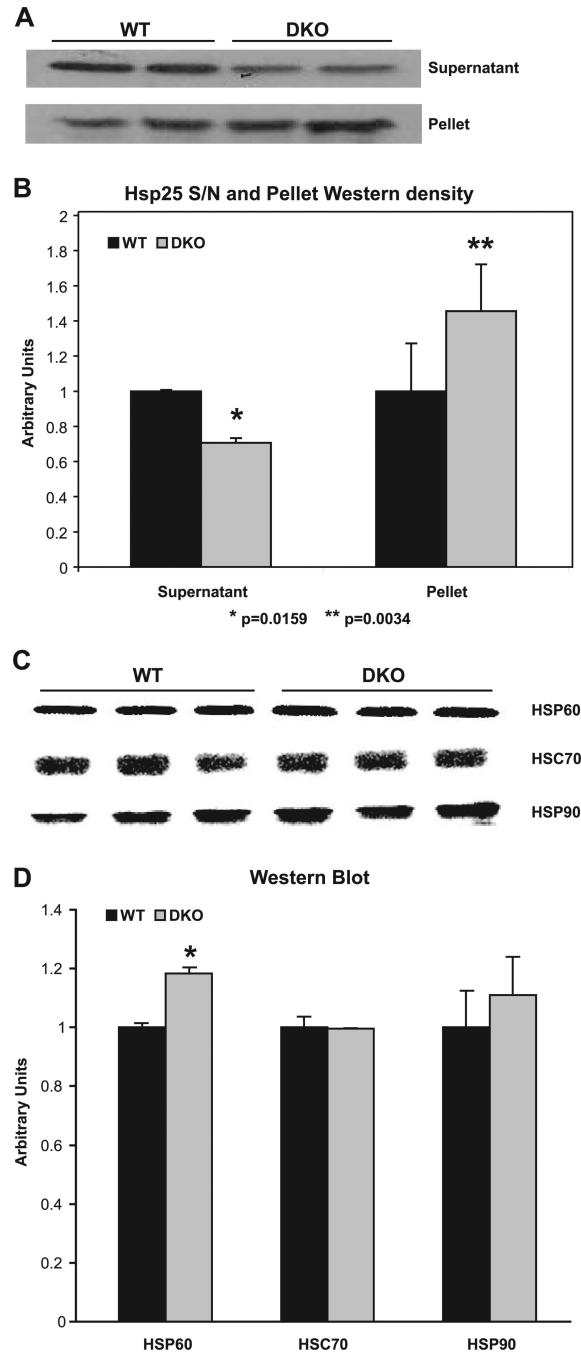 A
WT DKO
Supernatant
Pellet
B
Hsp25 S/N and Pellet Western density
2
WT DKO
1.8
**
1.6
1.4
1.2
1
*
0.8
0.6
0.4
0.2
0
Arbitrary Units
Supernatant Pellet
* p=0.0159 ** p=0.0034
C
WT DKO
HSP60
HSC70
HSP90
D
Western Blot
1.4
WT DKO
*
1.2
1
0.8
0.6
0.4
0.2
0
Arbitrary Units
HSP60 HSC70 HSP90